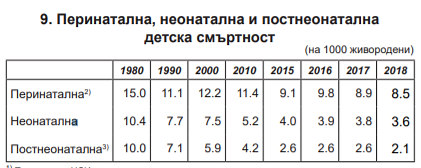 9. Перинатална, неонатална и постнеонатална
детска смъртност
(на 1000 живородени)
1980 1990 2000 2010 2015 2016 2017 2018
Перинатална2) 15.0 11.1 12.2 11.4 9.1 9.8 8.9 8.5
Неонатална 10.4 7.7 7.5 5.2 4.0 3.9 3.8 3.6
Постнеонатална3) 10.0 7.1 5.9 4.2 2.6 2.6 2.6 2.1